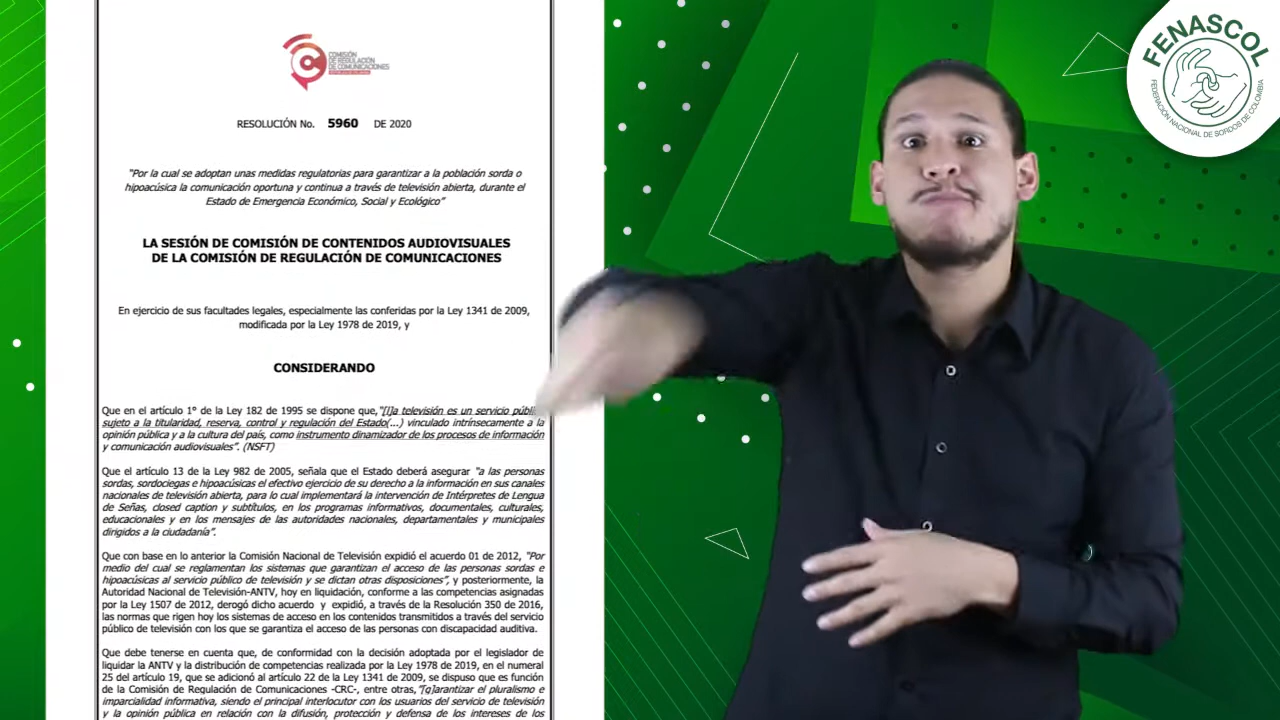 COMISIÓN
DE REGULACIÓN
DE COMUNICACIONES
RESOLUCIÓN No. 5960 DE 2020
"Por la cual se adoptan unas medidas regulatorias para garantizar a la población sorda o
hipoacúsica la comunicación oportuna y continua a través de televisión abierta, durante el
Estado de Emergencia Económico, Social y Ecológico"
LA SESIÓN DE COMISIÓN DE CONTENIDOS AUDIOVISUALES
DE LA COMISIÓN DE REGULACIÓN DE COMUNICACIONES
En ejercicio de sus facultades legales, especialmente las conferidas por la Ley 1341 de 2009,
modificada por la Ley 1978 de 2019, y
CONSIDERANDO
Que en el artículo 1° de la Ley 182 de 1995 se dispone que, "[l]a televisión es un servicio
sujeto a la titularidad, reserva, control y regulación del Estado(...) vinculado intrínsecamente a la
opinión pública y a la cultura del país, como instrumento dinamizador de los procesos de información
y comunicación audiovisuales". (NSFT)
Que el artículo 13 de la Ley 982 de 2005, señala que el Estado deberá asegurar "a las personas
sordas, sordociegas e hipoacúsicas el efectivo ejercicio de su derecho a la información en sus canales
nacionales de televisión abierta, para lo cual implementará la intervención de Intérpretes de Lengua
de Señas, closed caption y subtítulos, en los programas informativos, documentales, culturales,
educacionales y en los mensajes de las autoridades nacionales, departamentales y municipales
dirigidos a la ciudadanía".
Que con base en lo anterior la Comisión Nacional de Televisión expidió el acuerdo 01 de 2012, "Por
medio del cual se reglamentan los sistemas que garantizan el acceso de las personas sordas e
hipoacúsicas al servicio público de televisión y se dictan otras disposiciones", y posteriormente, la
Autoridad Nacional de Televisión-ANTV, hoy en liquidación, conforme a las competencias asignadas
por la Ley 1507 de 2012, derogó dicho acuerdo y expidió, a través de la Resolución 350 de 2016,
las normas que rigen hoy los sistemas de acceso en los contenidos transmitidos a través del servicio
público de televisión con los que se garantiza el acceso de las personas con discapacidad auditiva.
Que debe tenerse en cuenta que, de conformidad con la decisión adoptada por el legislador de
liquidar la ANTV y la distribución de competencias realizada por la Ley 1978 de 2019, en el numeral
25 del artículo 19, que se adicionó al artículo 22 de la Ley 1341 de 2009, se dispuso que es función
de la Comisión de Regulación de Comunicaciones -CRC-, entre otras, "[g]arantizar el pluralismo e
imparcialidad informativa, siendo el principal interlocutor con los usuarios del servicio de televisión
y la opinión pública en relación con la difusión, protección y defensa de los intereses de los
FENASCOL
FEDERACIÓN NACIONAL DE SORDOS DE COLOMBIA